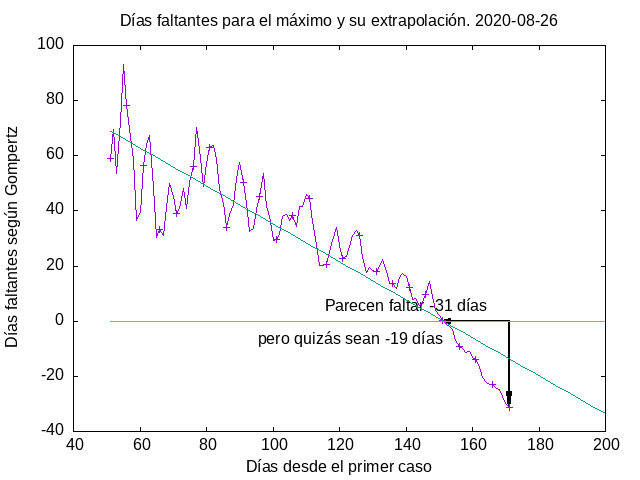 Días faltantes para el máximo y su extrapolación. 2020-08-26
Días faltantes según Gompertz
100
80
60
40
20
0
-20
-40
Parecen faltar -31 días
pero quizás sean -19 días
40 60 80 100 120 140 160 180 200
Días desde el primer caso